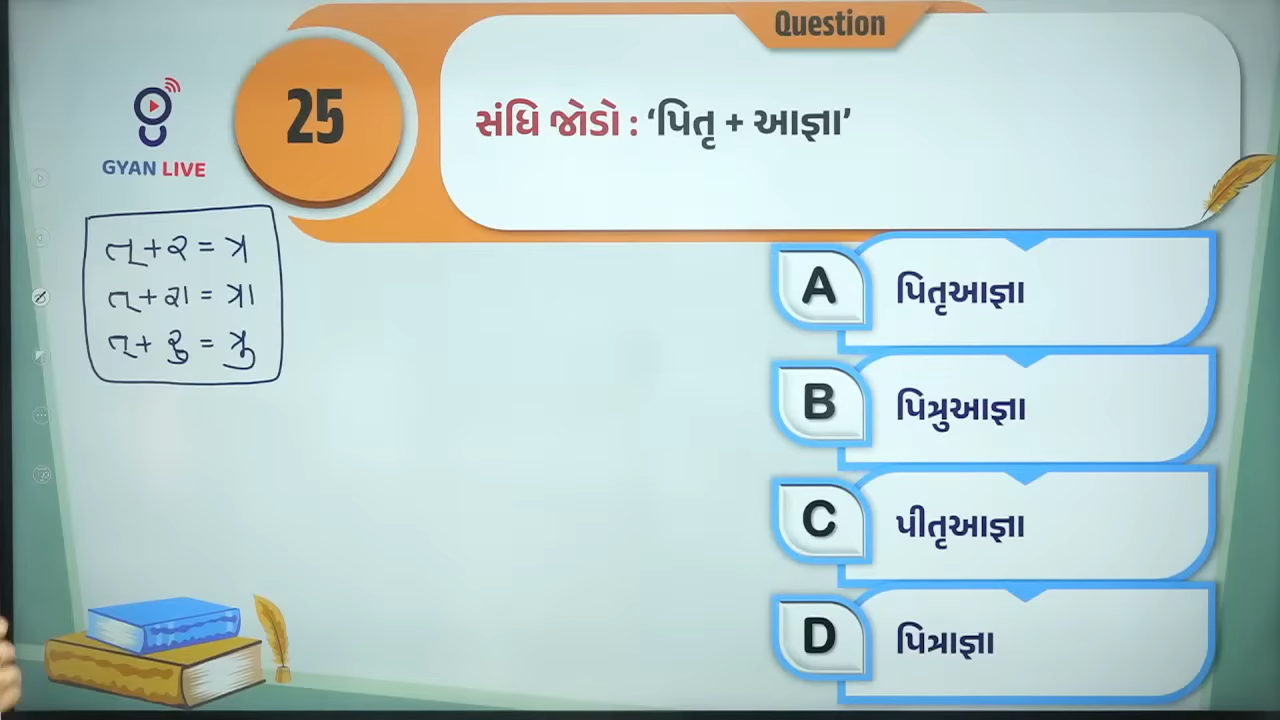 Question
25
સંધિ જોડો : ‘પિતૃ + આજ્ઞા’
GYAN LIVE
ત્ + ર = ત્ર
ત્ + રા = ત્રા
ત્ + રુ = ત્રુ
A પિતૃઆજ્ઞા
B પિત્રુઆજ્ઞા
C પીતૃઆજ્ઞા
D પિત્રાજ્ઞા